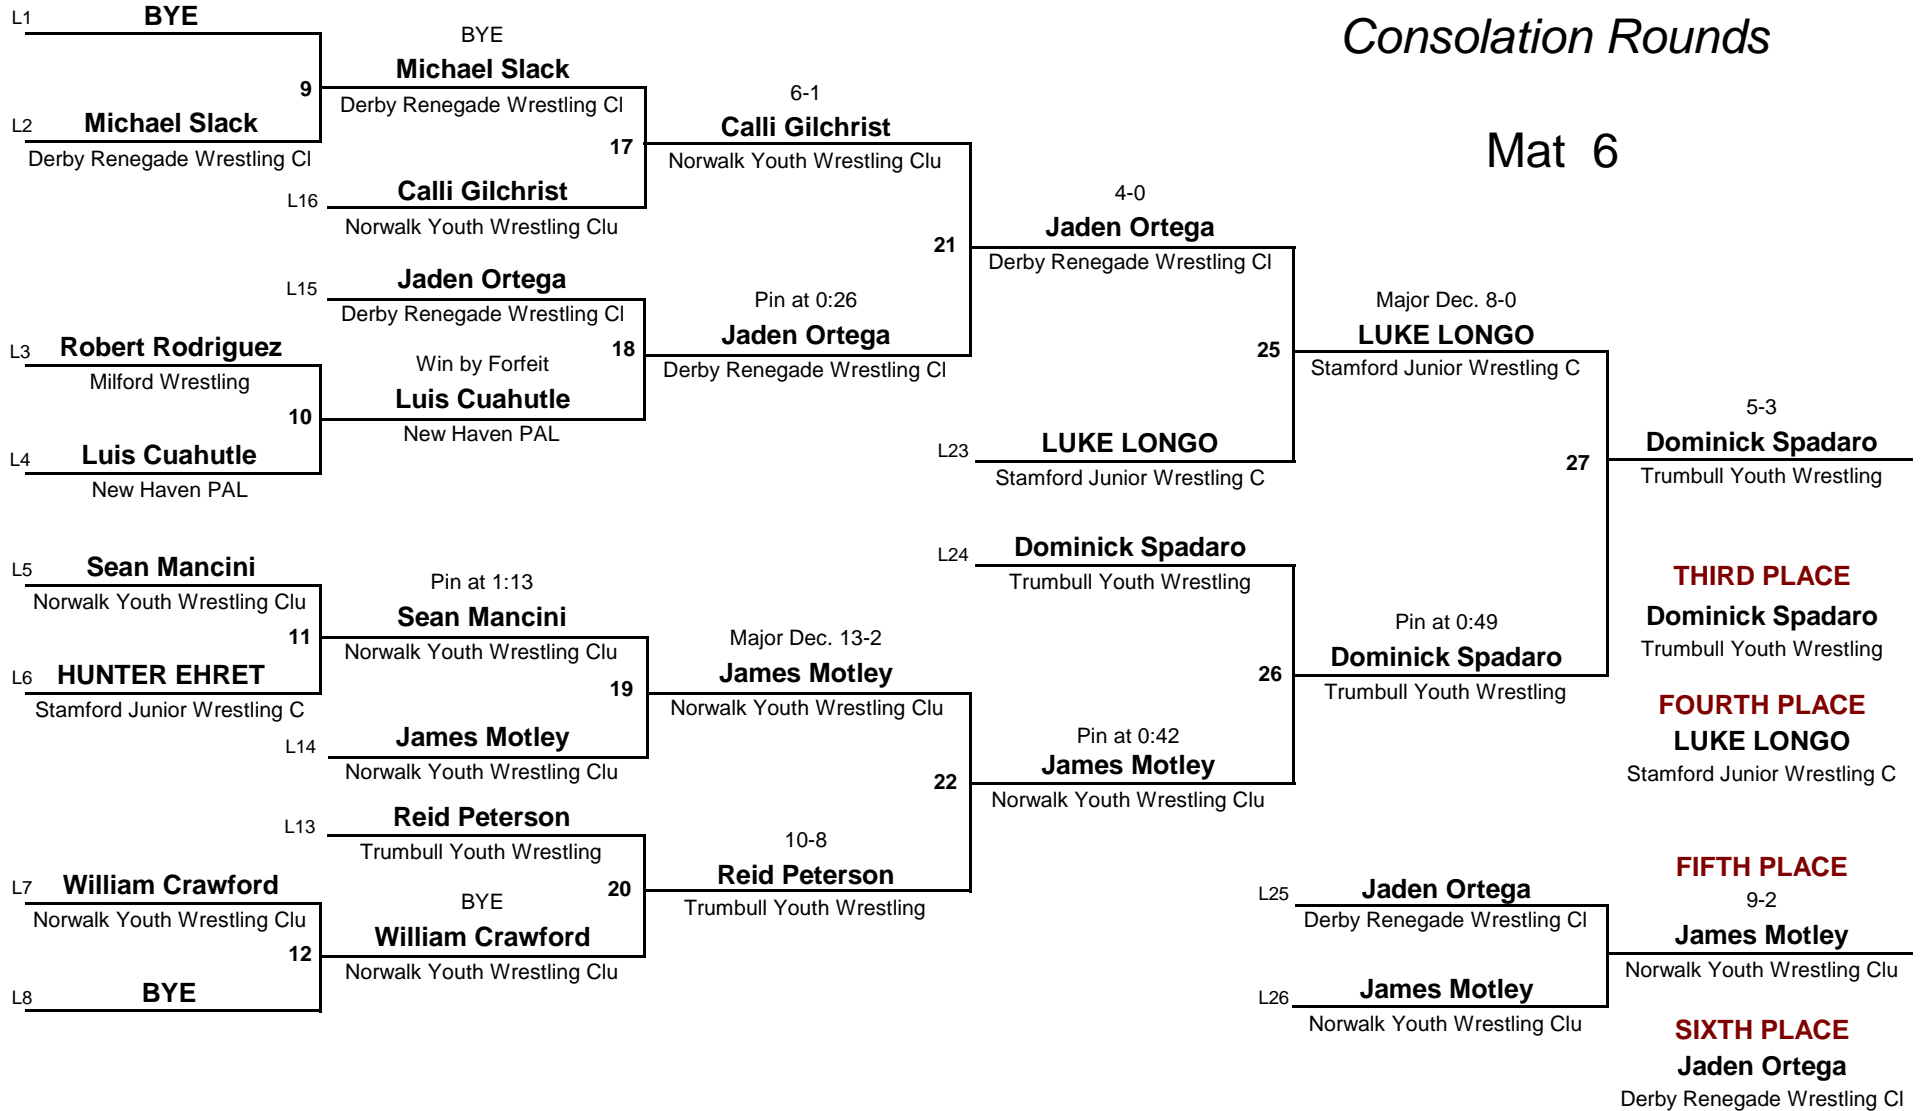 Consolation Rounds
Mat 6
L1 BYE
9
L2 Michael Slack
Derby Renegade Wrestling Cl
L3 Robert Rodriguez
Milford Wrestling
10
L4 Luis Cuahutle
New Haven PAL
L5 Sean Mancini
Norwalk Youth Wrestling Clu
11
L6 HUNTER EHRET
Stamford Junior Wrestling C
L7 William Crawford
Norwalk Youth Wrestling Clu
12
L8 BYE
BYE
Michael Slack
Derby Renegade Wrestling Cl
17
L16 Calli Gilchrist
Norwalk Youth Wrestling Clu
L15 Jaden Ortega
Derby Renegade Wrestling Cl
18
Win by Forfeit
Luis Cuahutle
New Haven PAL
Pin at 1:13
Sean Mancini
Norwalk Youth Wrestling Clu
19
L14 James Motley
Norwalk Youth Wrestling Clu
L13 Reid Peterson
Trumbull Youth Wrestling
20
BYE
William Crawford
Norwalk Youth Wrestling Clu
6-1
Calli Gilchrist
Norwalk Youth Wrestling Clu
21
Pin at 0:26
Jaden Ortega
Derby Renegade Wrestling Cl
Major Dec. 13-2
James Motley
Norwalk Youth Wrestling Clu
22
10-8
Reid Peterson
Trumbull Youth Wrestling
4-0
Jaden Ortega
Derby Renegade Wrestling Cl
25
L23 LUKE LONGO
Stamford Junior Wrestling C
L24 Dominick Spadaro
Trumbull Youth Wrestling
26
Pin at 0:42
James Motley
Norwalk Youth Wrestling Clu
Major Dec. 8-0
LUKE LONGO
Stamford Junior Wrestling C
27
Pin at 0:49
Dominick Spadaro
Trumbull Youth Wrestling
5-3
Dominick Spadaro
Trumbull Youth Wrestling
THIRD PLACE
Dominick Spadaro
Trumbull Youth Wrestling
FOURTH PLACE
LUKE LONGO
Stamford Junior Wrestling C
L25 Jaden Ortega
Derby Renegade Wrestling Cl
L26 James Motley
Norwalk Youth Wrestling Clu
FIFTH PLACE
9-2
James Motley
Norwalk Youth Wrestling Clu
SIXTH PLACE
Jaden Ortega
Derby Renegade Wrestling Cl